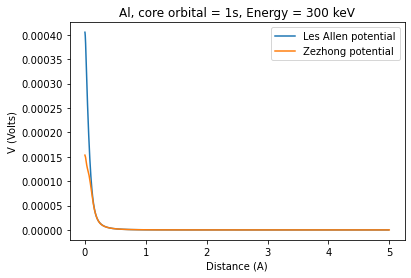 Al, core orbital = 1s, Energy = 300 keV
Les Allen potential
Zezhong potential
V (Volts)
0.00040
0.00035
0.00030
0.00025
0.00020
0.00015
0.00010
0.00005
0.00000
0 1 2 3 4 5
Distance (A)